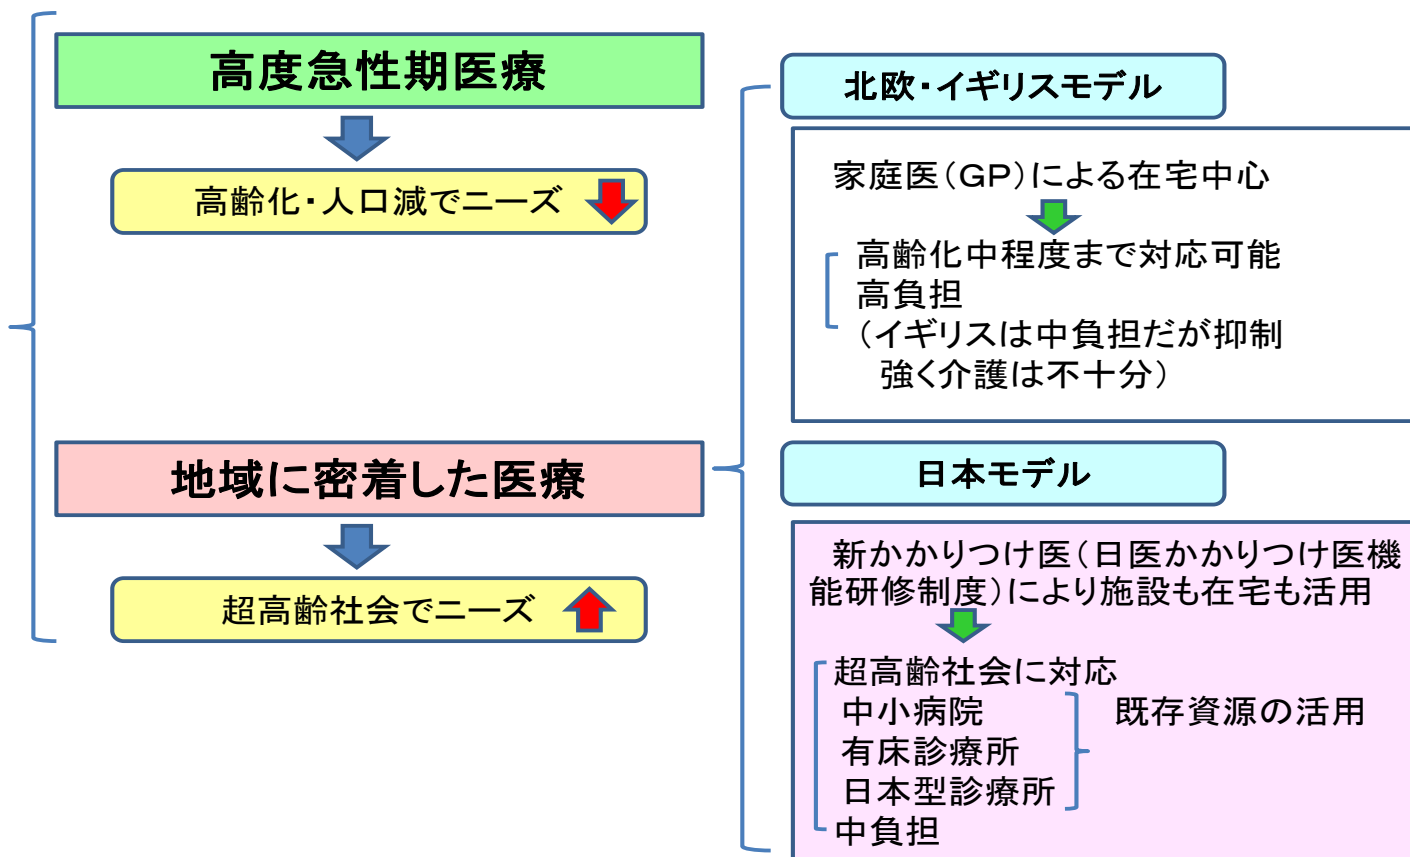 高度急性期医療
高齢化・人口減でニーズ
地域に密着した医療
超高齢社会でニーズ
北欧・イギリスモデル
家庭医(GP)による在宅中心
高齢化中程度まで対応可能
高負担
(イギリスは中負担だが抑制
強く介護は不十分)
日本モデル
新かかりつけ医(日医かかりつけ医機
能研修制度)により施設も在宅も活用
超高齢社会に対応
中小病院
有床診療所
日本型診療所
既存資源の活用
中負担